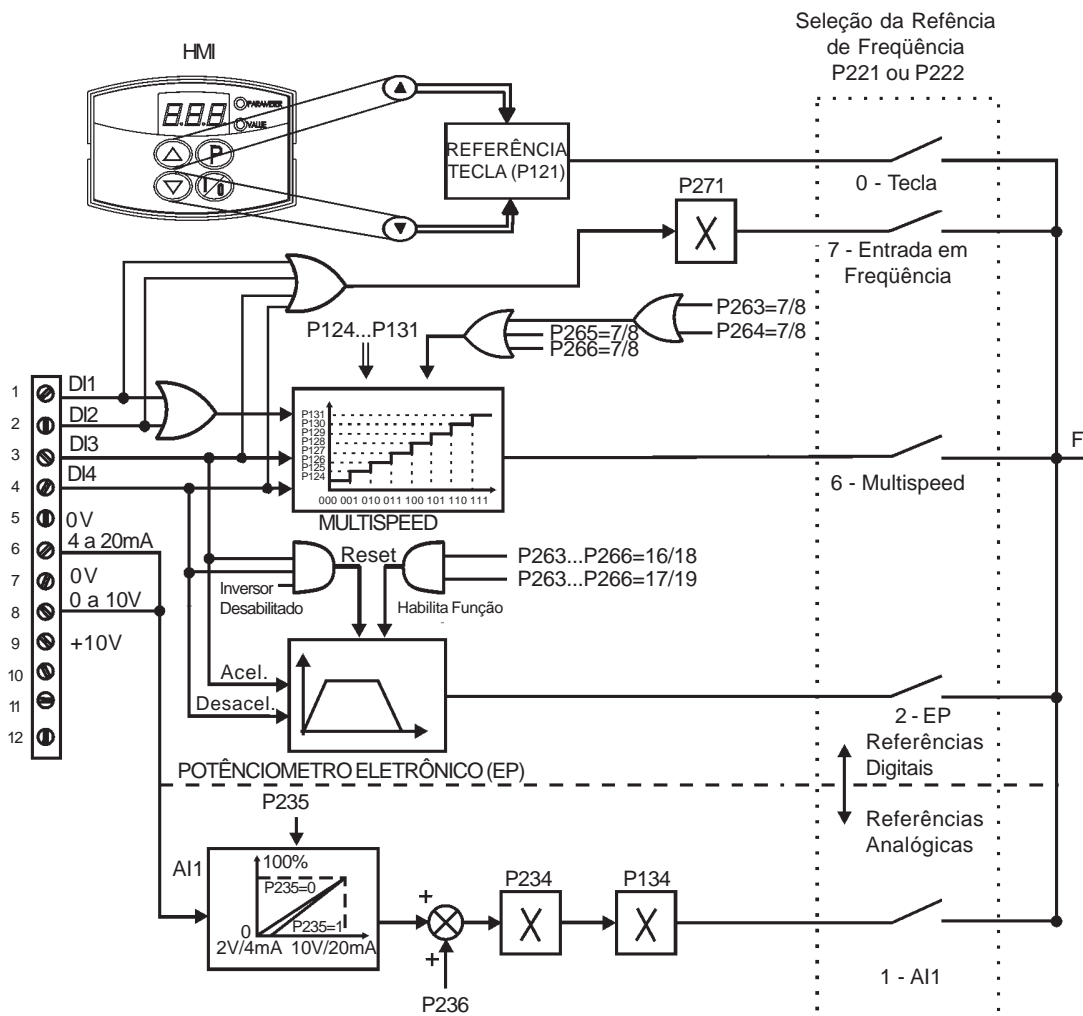 Seleção da Refência
de Freqüência
P221 ou P222
HMI
PARAMETER
VALUE
P
I/0
REFERÊNCIA
TECLA (P121)
0 - Tecla
P271
X
7 - Entrada em
Freqüência
P263=7/8
P264=7/8
P265=7/8
P266=7/8
P124...P131
1
DI1
2
DI2
3
DI3
4
DI4
5
0V
6
4 a 20mA
7
0V
8
0 a 10V
9
+10V
10
11
12
P131
P130
P129
P128
P127
P126
P125
P124
000 001 010 011 100 101 110 111
MULTISPEED
6 - Multispeed
F
Reset
Inversor
Desabilitado
Habilita Função
P263...P266=16/18
P263...P266=17/19
Acel.
Desacel.
2 - EP
POTÊNCIOMETRO ELETRÔNICO (EP)
Referências
Digitais
Referências
Analógicas
P235
AI1
100%
P235=0
P235=1
0
2V/4mA 10V/20mA
+
+
P236
P234
X
P134
X
1 - AI1